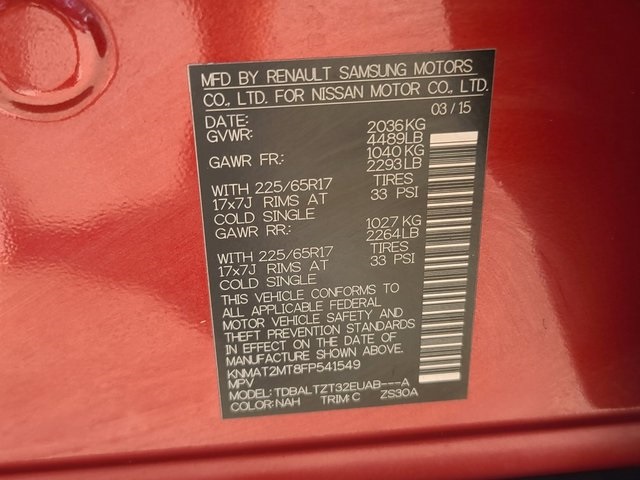 MFD BY RENAULT SAMSUNG MOTORS
CO., LTD. FOR NISSAN MOTOR CO., LTD.
DATE: 03/15
GVWR: 2036KG
4489LB
GAWR FR.: 1040KG
2293LB
WITH 225/65R17 TIRES
17x7J RIMS AT 33 PSI
COLD SINGLE
GAWR RR.: 1027 KG
2264LB
WITH 225/65R17 TIRES
17x7J RIMS AT 33 PSI
COLD SINGLE
THIS VEHICLE CONFORMS TO
ALL APPLICABLE FEDERAL
MOTOR VEHICLE SAFETY AND
THEFT PREVENTION STANDARDS
IN EFFECT ON THE DATE OF
MANUFACTURE SHOWN ABOVE.
KNMAT2MT8FP541549
MPV
MODEL: TDBALTZT32EUAB---A
COLOR: NAH TRIM: C ZS30A